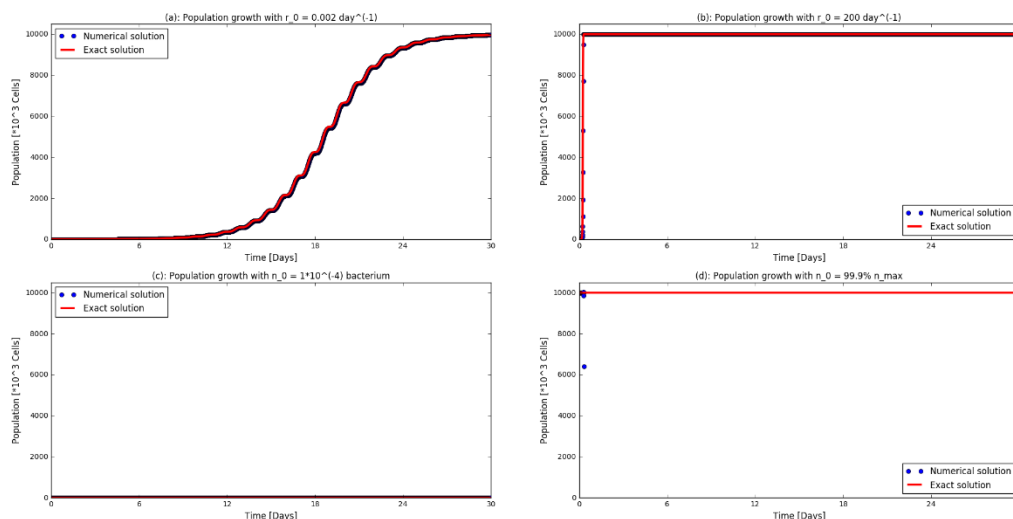 (a): Population growth with r_0 = 0.002 day^(-1)
Population [*10^3 Cells]
10000
8000
6000
4000
2000
0
Numerical solution
Exact solution
0 6 12 18 24 30
Time [Days]
(b): Population growth with r_0 = 200 day^(-1)
Population [*10^3 Cells]
10000
8000
6000
4000
2000
0
Numerical solution
Exact solution
0 6 12 18 24
Time [Days]
(c): Population growth with n_0 = 1*10^(-4) bacterium
Population [*10^3 Cells]
10000
8000
6000
4000
2000
0
Numerical solution
Exact solution
0 6 12 18 24 30
Time [Days]
(d): Population growth with n_0 = 99.9% n_max
Population [*10^3 Cells]
10000
8000
6000
4000
2000
0
Numerical solution
Exact solution
0 6 12 18 24
Time [Days]